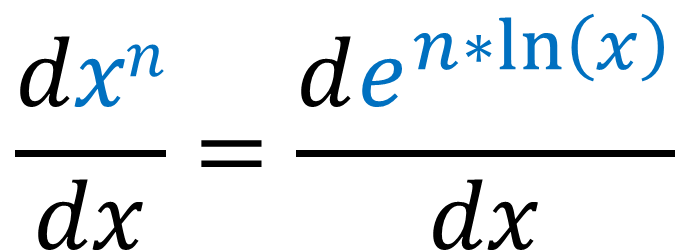 dxⁿ/dx = de^(n*ln(x))/dx